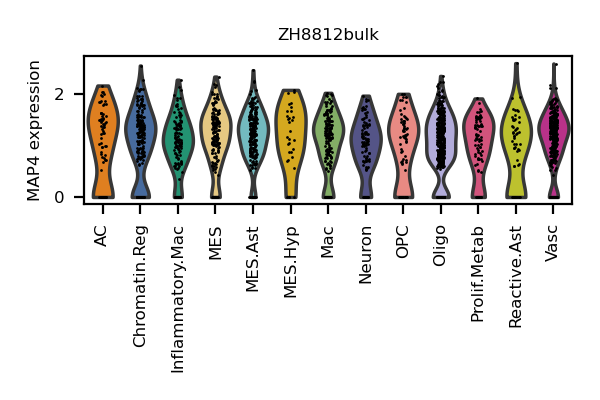 ZH8812bulk
MAP4 expression
2
0
AC
Chromatin.Reg
Inflammatory.Mac
MES
MES.Ast
MES.Hyp
Mac
Neuron
OPC
Oligo
Prolif.Metab
Reactive.Ast
Vasc